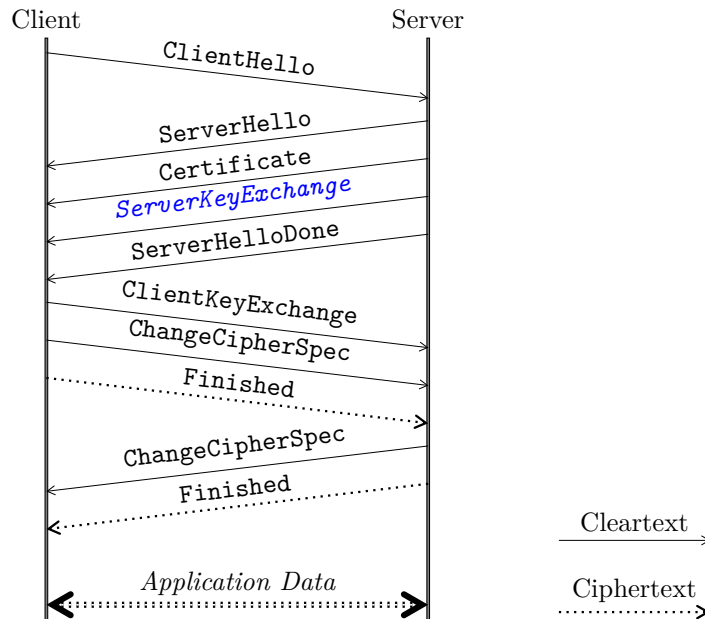 Client
Server
ClientHello
ServerHello
Certificate
ServerKeyExchange
ServerHelloDone
ClientKeyExchange
ChangeCipherSpec
Finished
ChangeCipherSpec
Finished
Cleartext
Application Data
Ciphertext